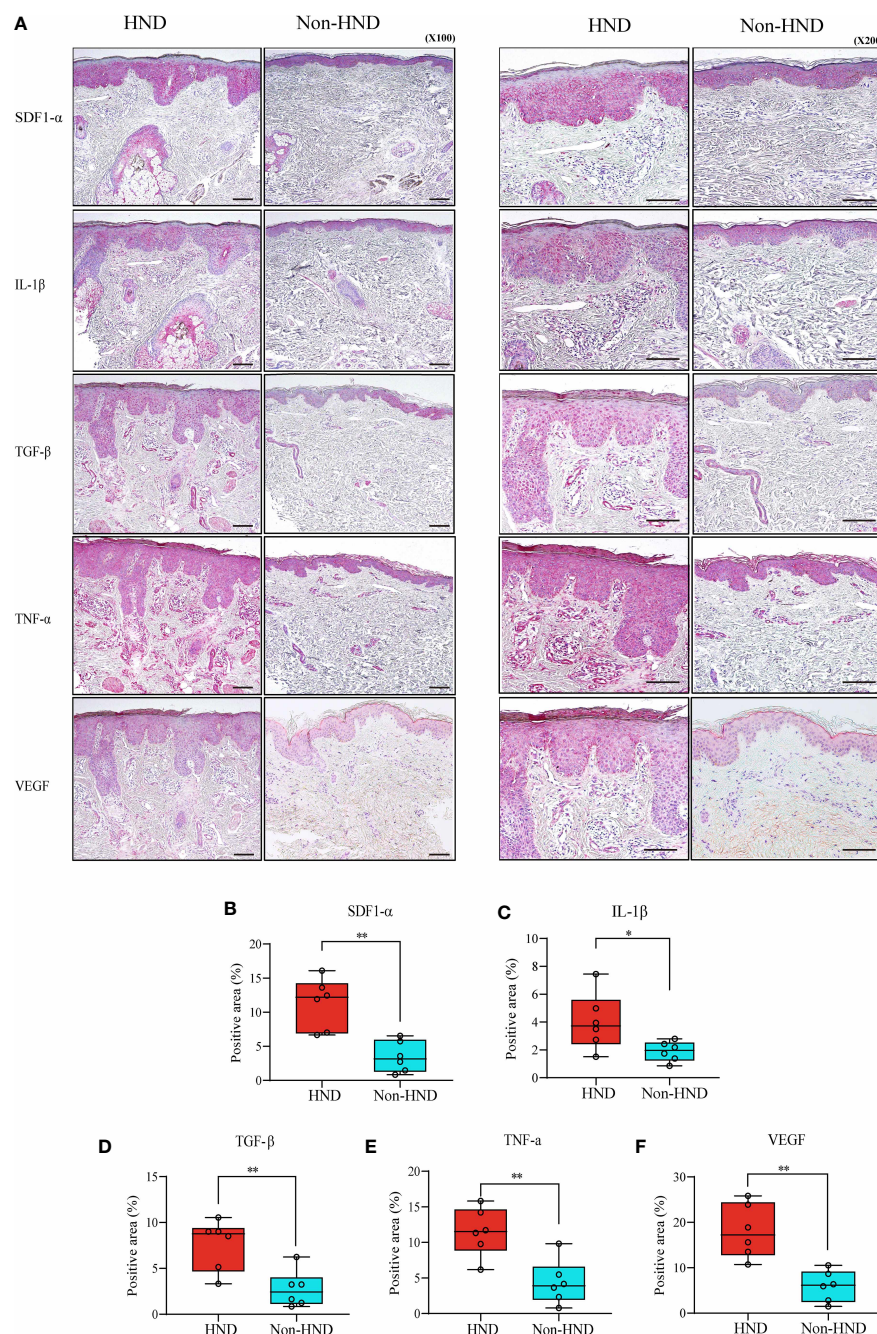 A
HND
Non-HND
(X100)
HND
Non-HND
(X200
SDF1-α
IL-1β
TGF-β
TNF-α
VEGF
B
SDF1-α
**
Positive area (%)
20
15
10
5
0
HND
Non-HND
C
IL-1β
*
Positive area (%)
10
8
6
4
2
0
HND
Non-HND
D
TGF-β
**
Positive area (%)
15
10
5
0
HND
Non-HND
E
TNF-a
**
Positive area (%)
20
15
10
5
0
HND
Non-HND
F
VEGF
**
Positive area (%)
30
20
10
0
HND
Non-HND